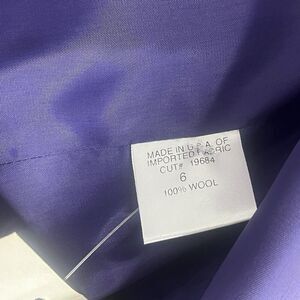 MADE IN U.S.A. OF
IMPORTED FABRIC
CUT# 19684
6
100% WOOL